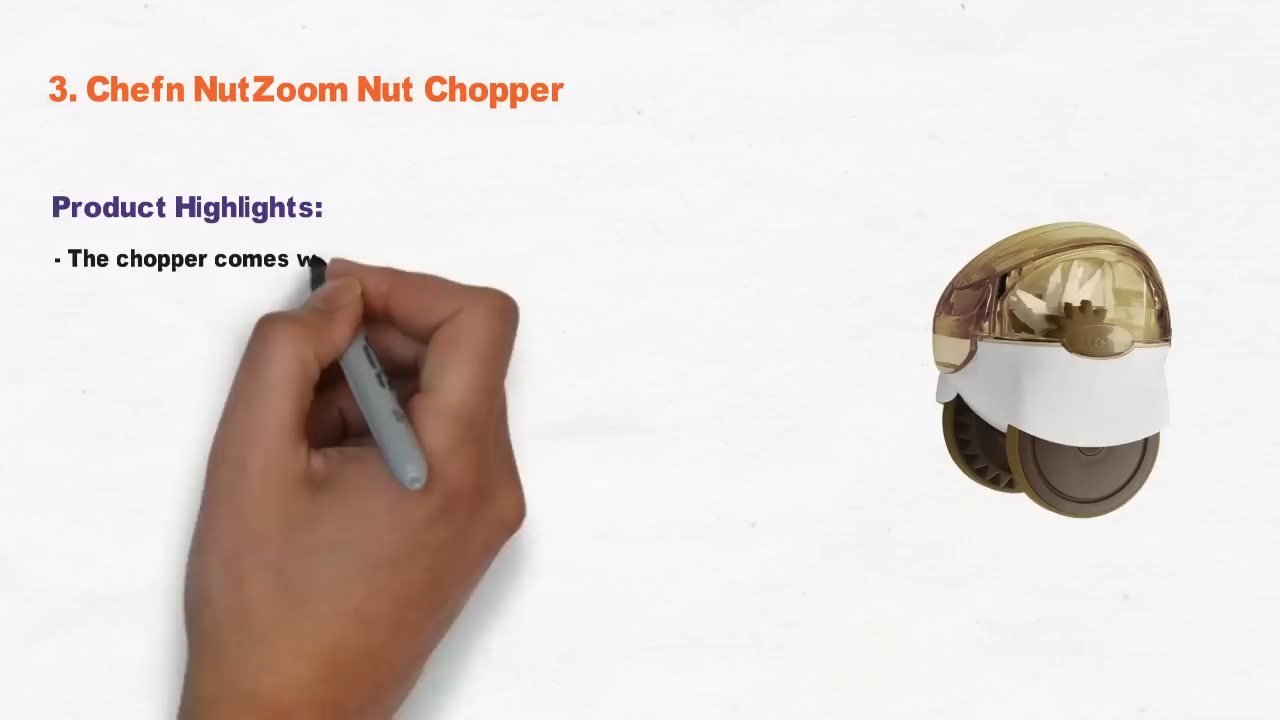 3. Chefn NutZoom Nut Chopper
Product Highlights:
- The chopper comes w